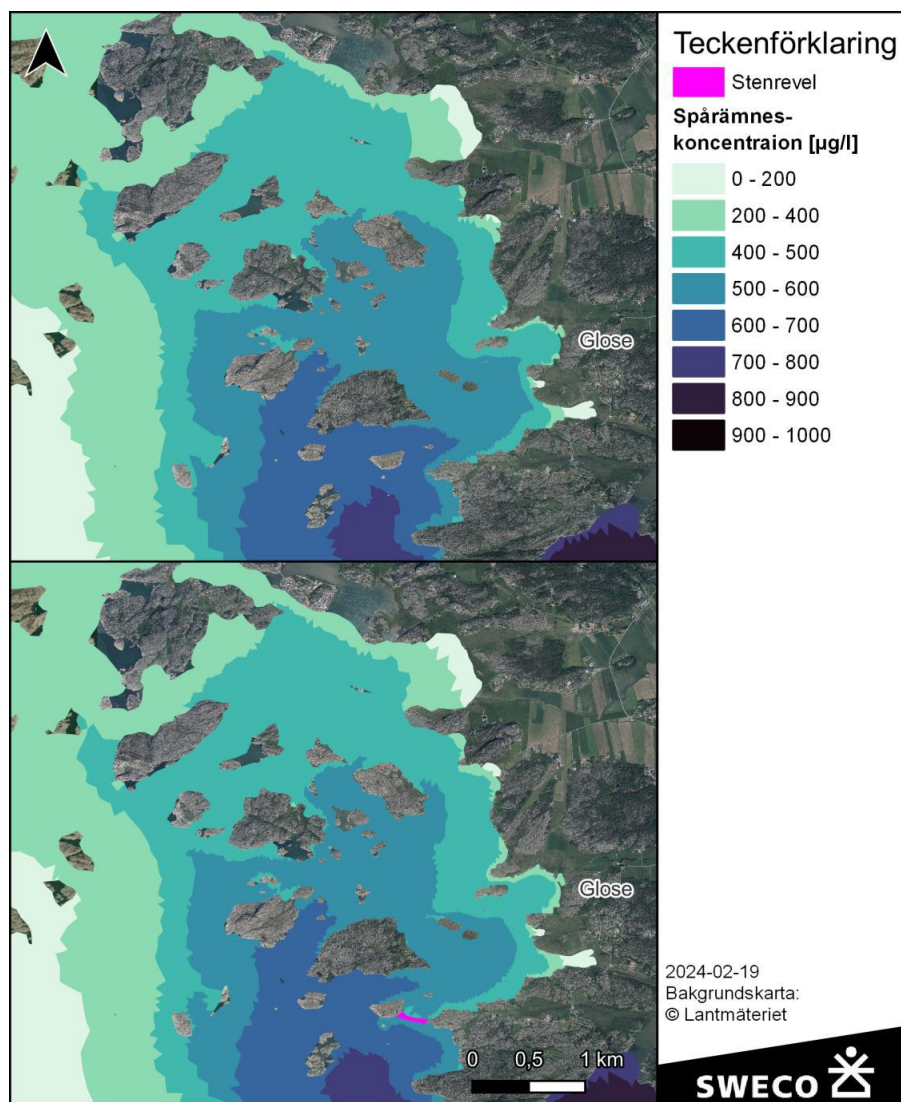 Teckenförklaring
Stenrevel
Spårämnes-
koncentraion [µg/l]
0 - 200
200 - 400
400 - 500
500 - 600
600 - 700
700 - 800
800 - 900
900 - 1000
Glose
Glose
0 0,5 1 km
2024-02-19
Bakgrundskarta:
© Lantmäteriet
SWECO